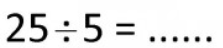 25÷5 = ......